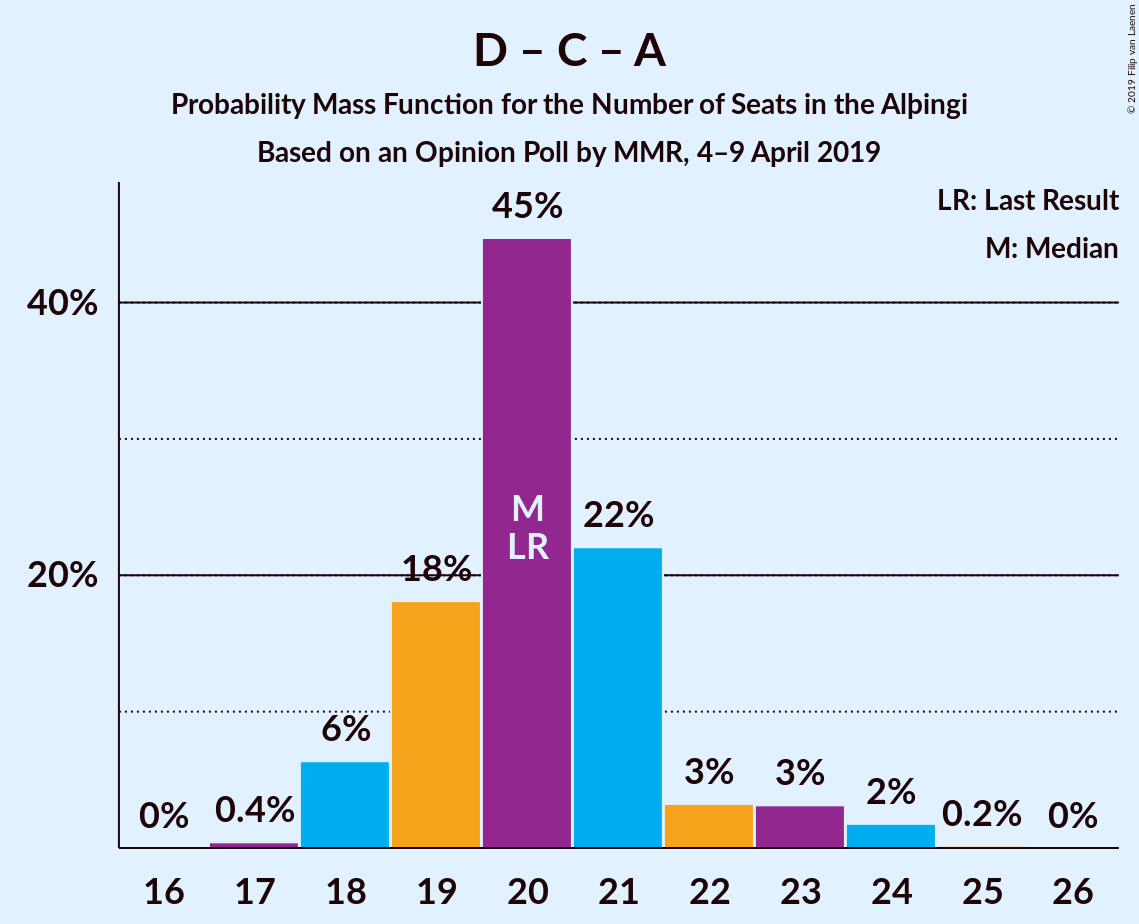 D – C – A
Probability Mass Function for the Number of Seats in the Alþingi
Based on an Opinion Poll by MMR, 4–9 April 2019
© 2019 Filip van Laenen
LR: Last Result
M: Median
45%
40%
M
LR
22%
18%
20%
6%
3%
3%
2%
0%
0.4%
0.2%
0%
16 17 18 19 20 21 22 23 24 25 26